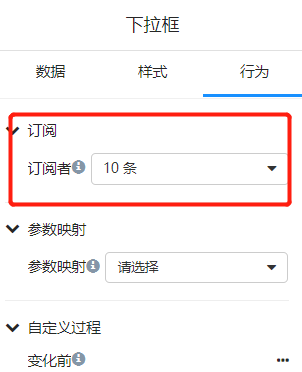 下拉框
数据 样式 行为
订阅
订阅者 10 条
参数映射
参数映射 请选择
自定义过程
变化前